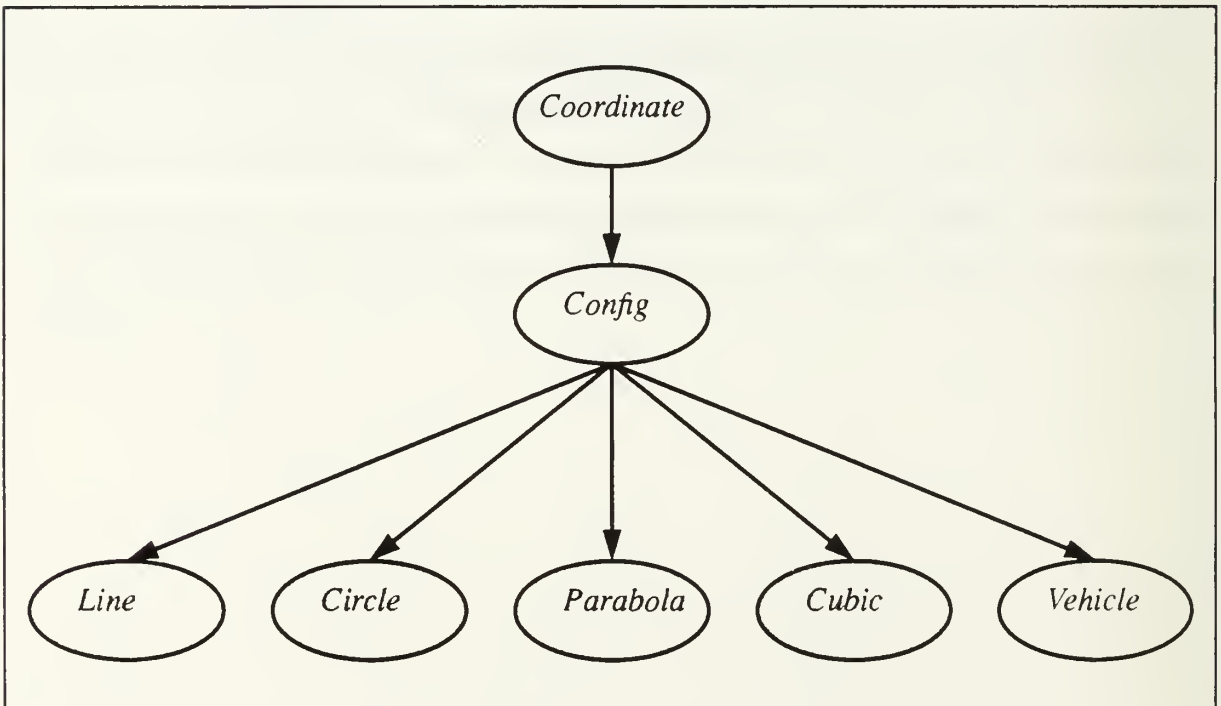 Coordinate
Config
Line
Circle
Parabola
Cubic
Vehicle